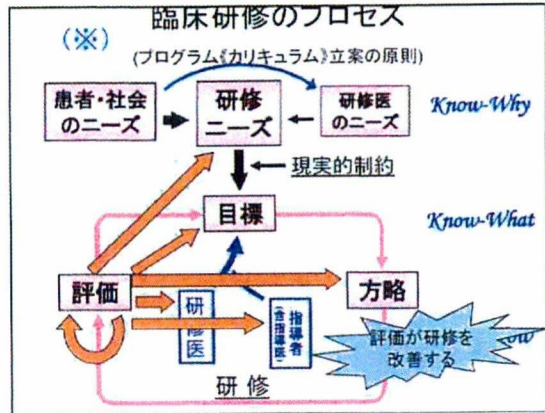 臨床研修のプロセス
(※)
(プログラム《カリキュラム》立案の原則)
患者・社会
のニーズ
研修
ニーズ
研修医
のニーズ
Know-Why
現実的制約
目標
Know-What
評価
研修医
指導者
(含指導医)
方略
評価が研修を
改善する
研 修